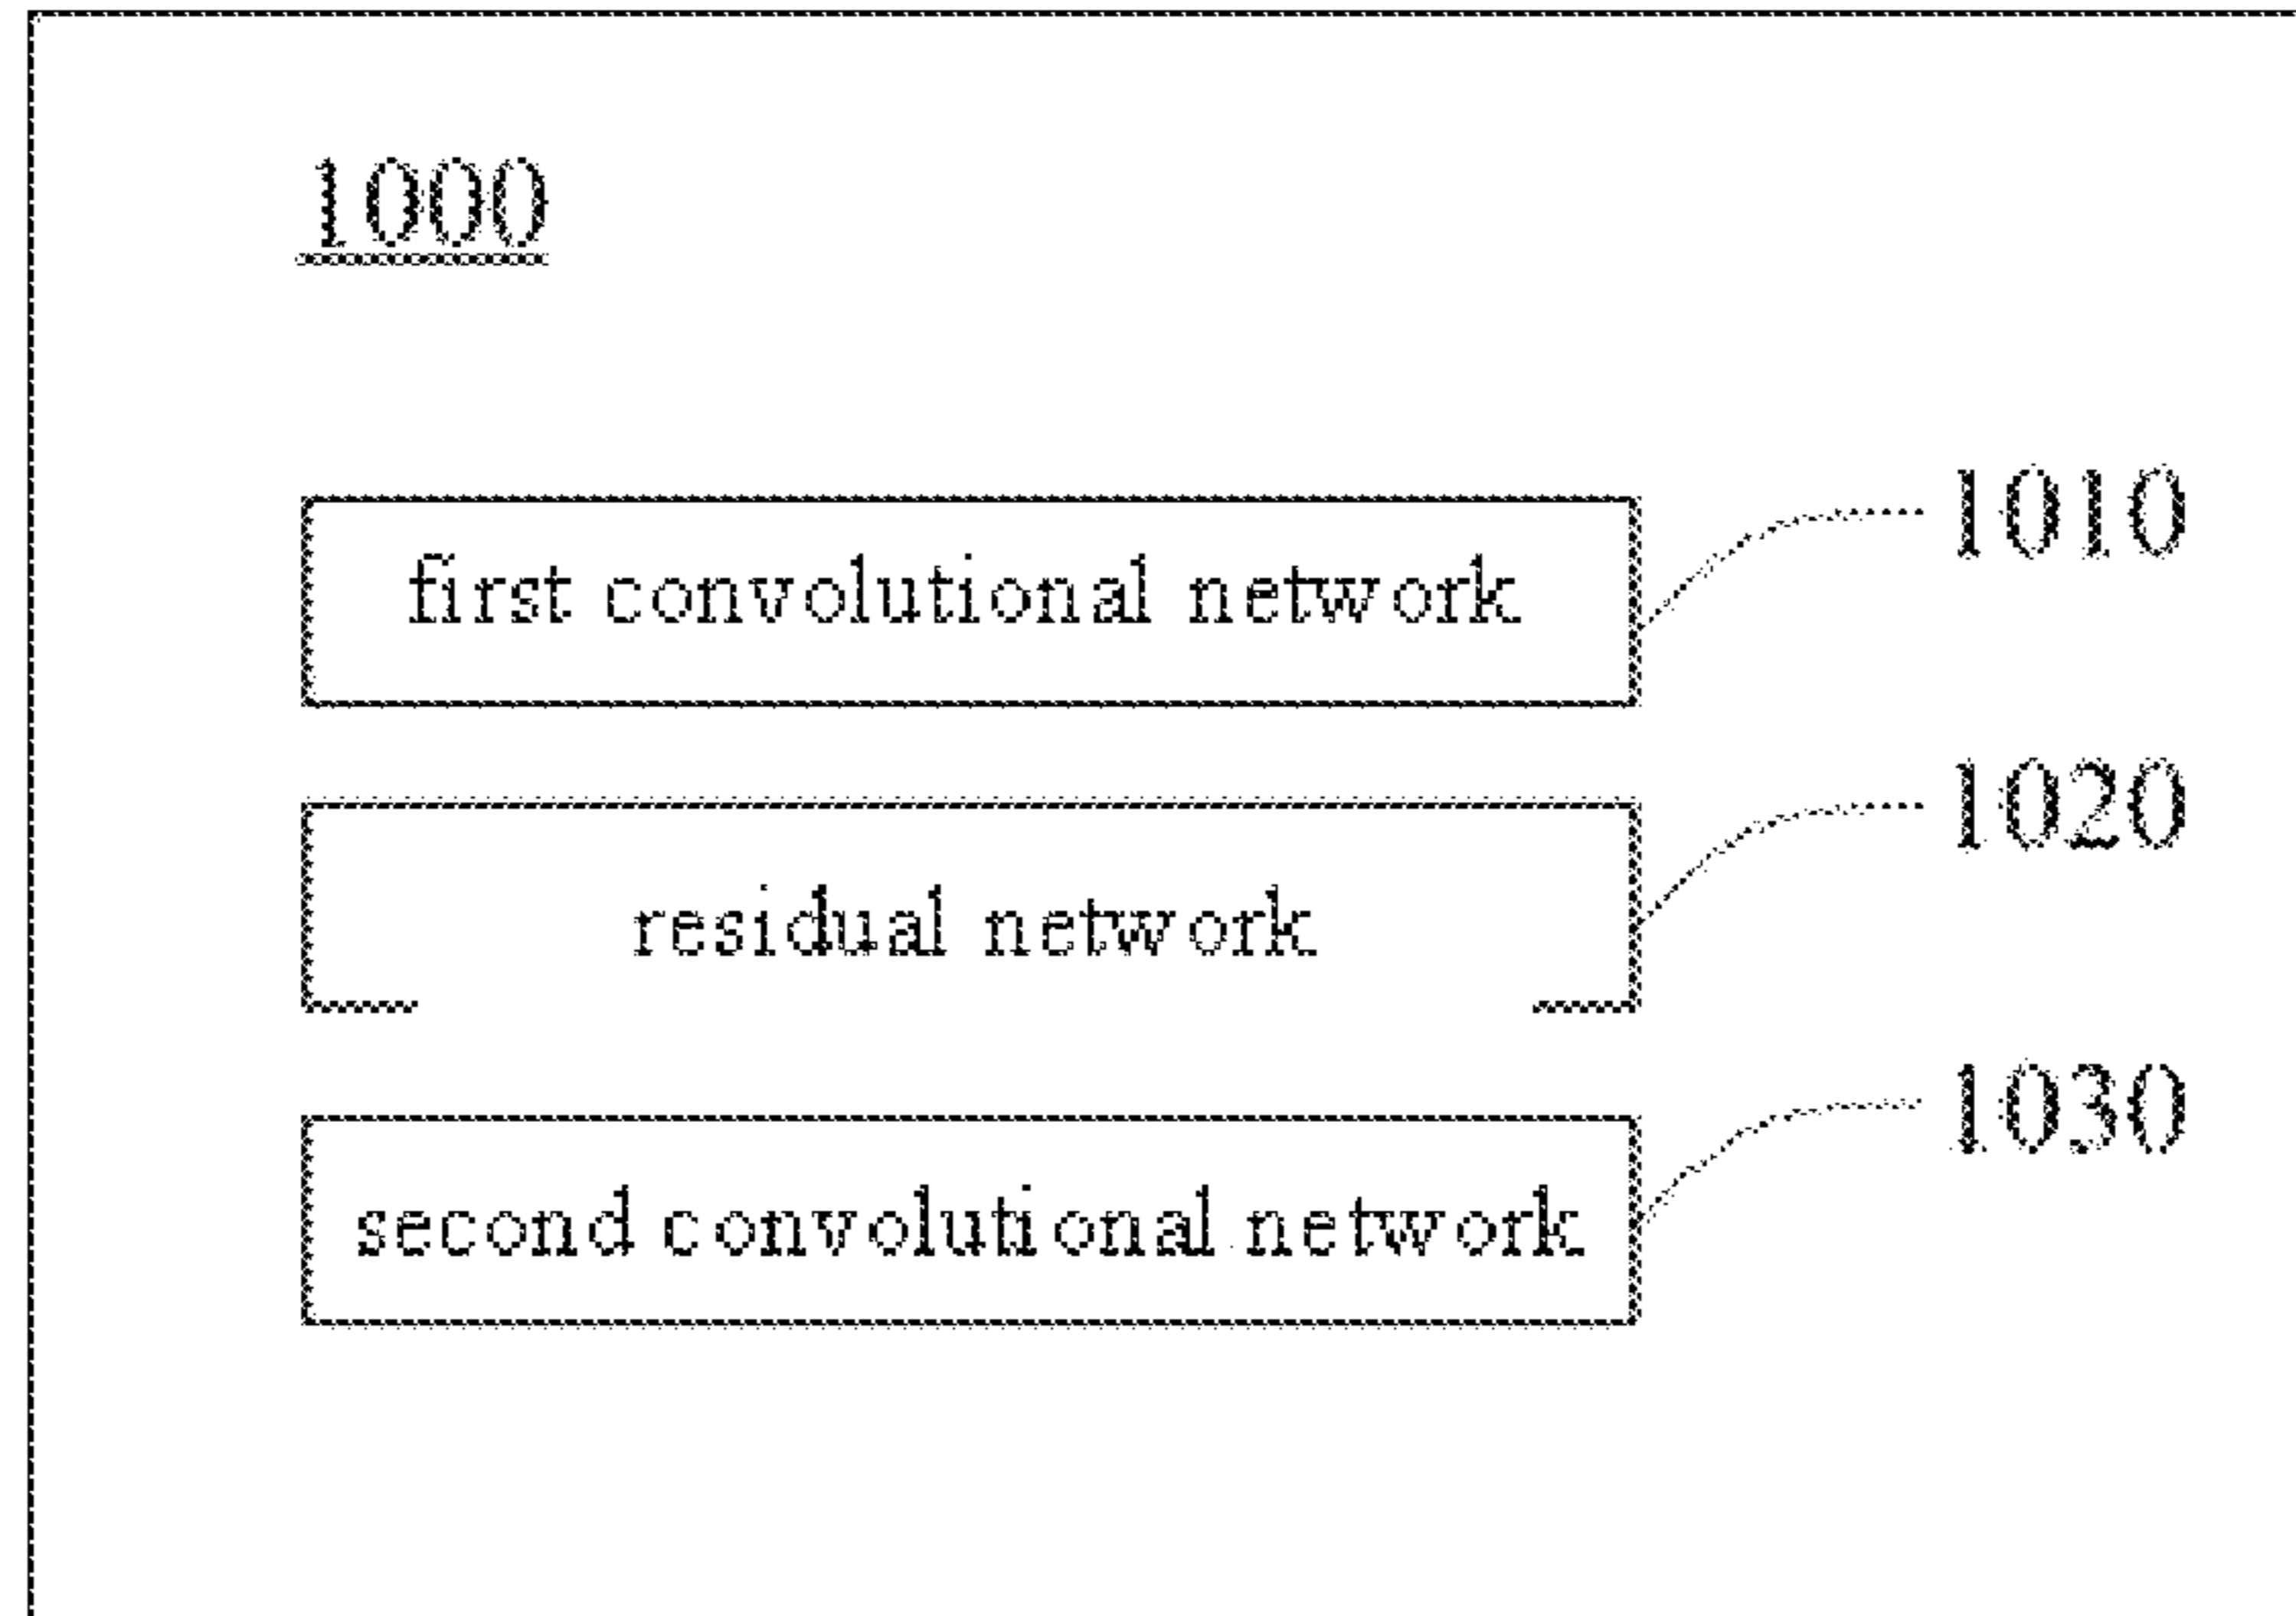 1000
first convolutional network
1010
residual network
1020
second convolutional network
1030